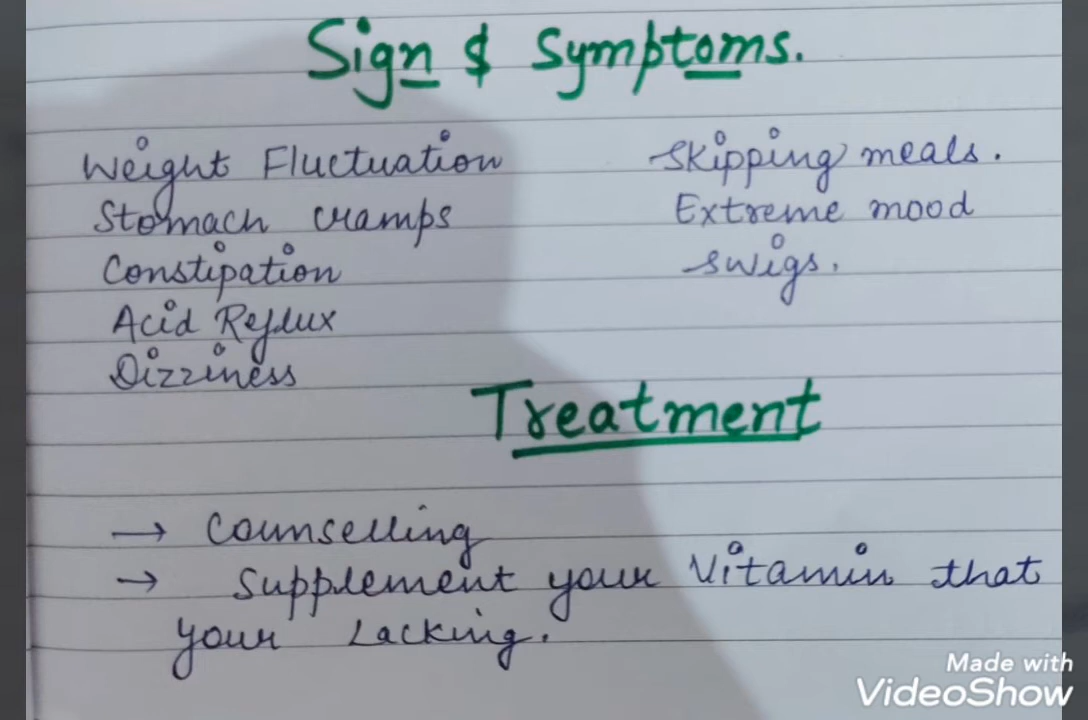 Sign & Symptoms.
Weight Fluctuation
Stomach cramps
Constipation
Acid Reflux
Dizziness
Skipping meals.
Extreme mood
swigs.
Treatment
→ Counselling
→ Supplement your Vitamin that
your Lacking.
Made with
VideoShow